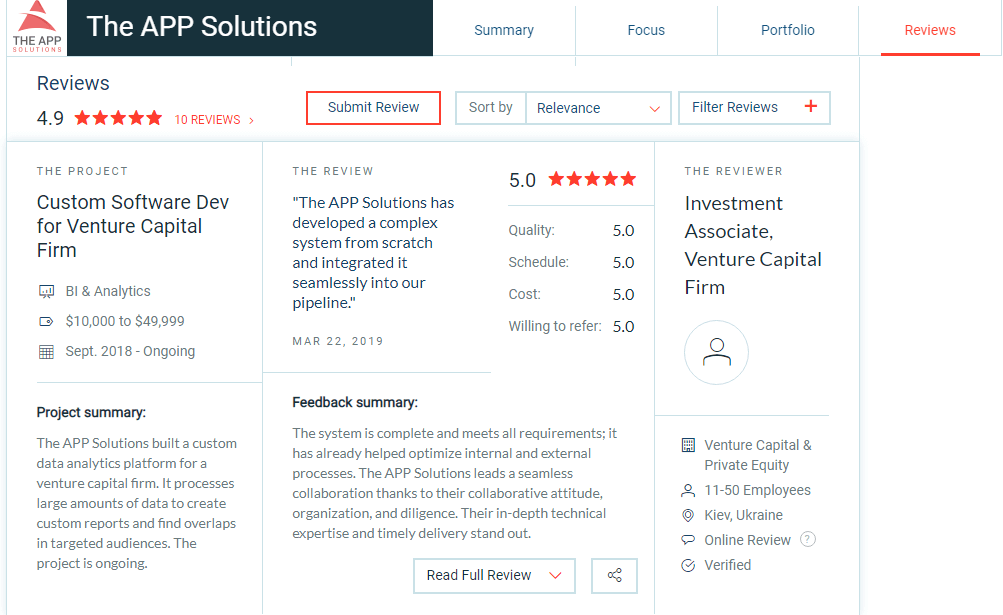 THE APP
SOLUTIONS
The APP Solutions
Summary
Focus
Portfolio
Reviews
Reviews
4.9
10 REVIEWS
Submit Review
Sort by
Relevance
Filter Reviews +
THE PROJECT
Custom Software Dev
for Venture Capital
Firm
BI & Analytics
$10,000 to $49,999
Sept. 2018 - Ongoing
Project summary:
The APP Solutions built a custom
data analytics platform for a
venture capital firm. It processes
large amounts of data to create
custom reports and find overlaps
in targeted audiences. The
project is ongoing.
THE REVIEW
"The APP Solutions has
developed a complex
system from scratch
and integrated it
seamlessly into our
pipeline."
MAR 22, 2019
5.0
Quality: 5.0
Schedule: 5.0
Cost: 5.0
Willing to refer: 5.0
Feedback summary:
The system is complete and meets all requirements; it
has already helped optimize internal and external
processes. The APP Solutions leads a seamless
collaboration thanks to their collaborative attitude,
organization, and diligence. Their in-depth technical
expertise and timely delivery stand out.
Read Full Review
THE REVIEWER
Investment
Associate,
Venture Capital
Firm
Venture Capital &
Private Equity
11-50 Employees
Kiev, Ukraine
Online Review ?
Verified